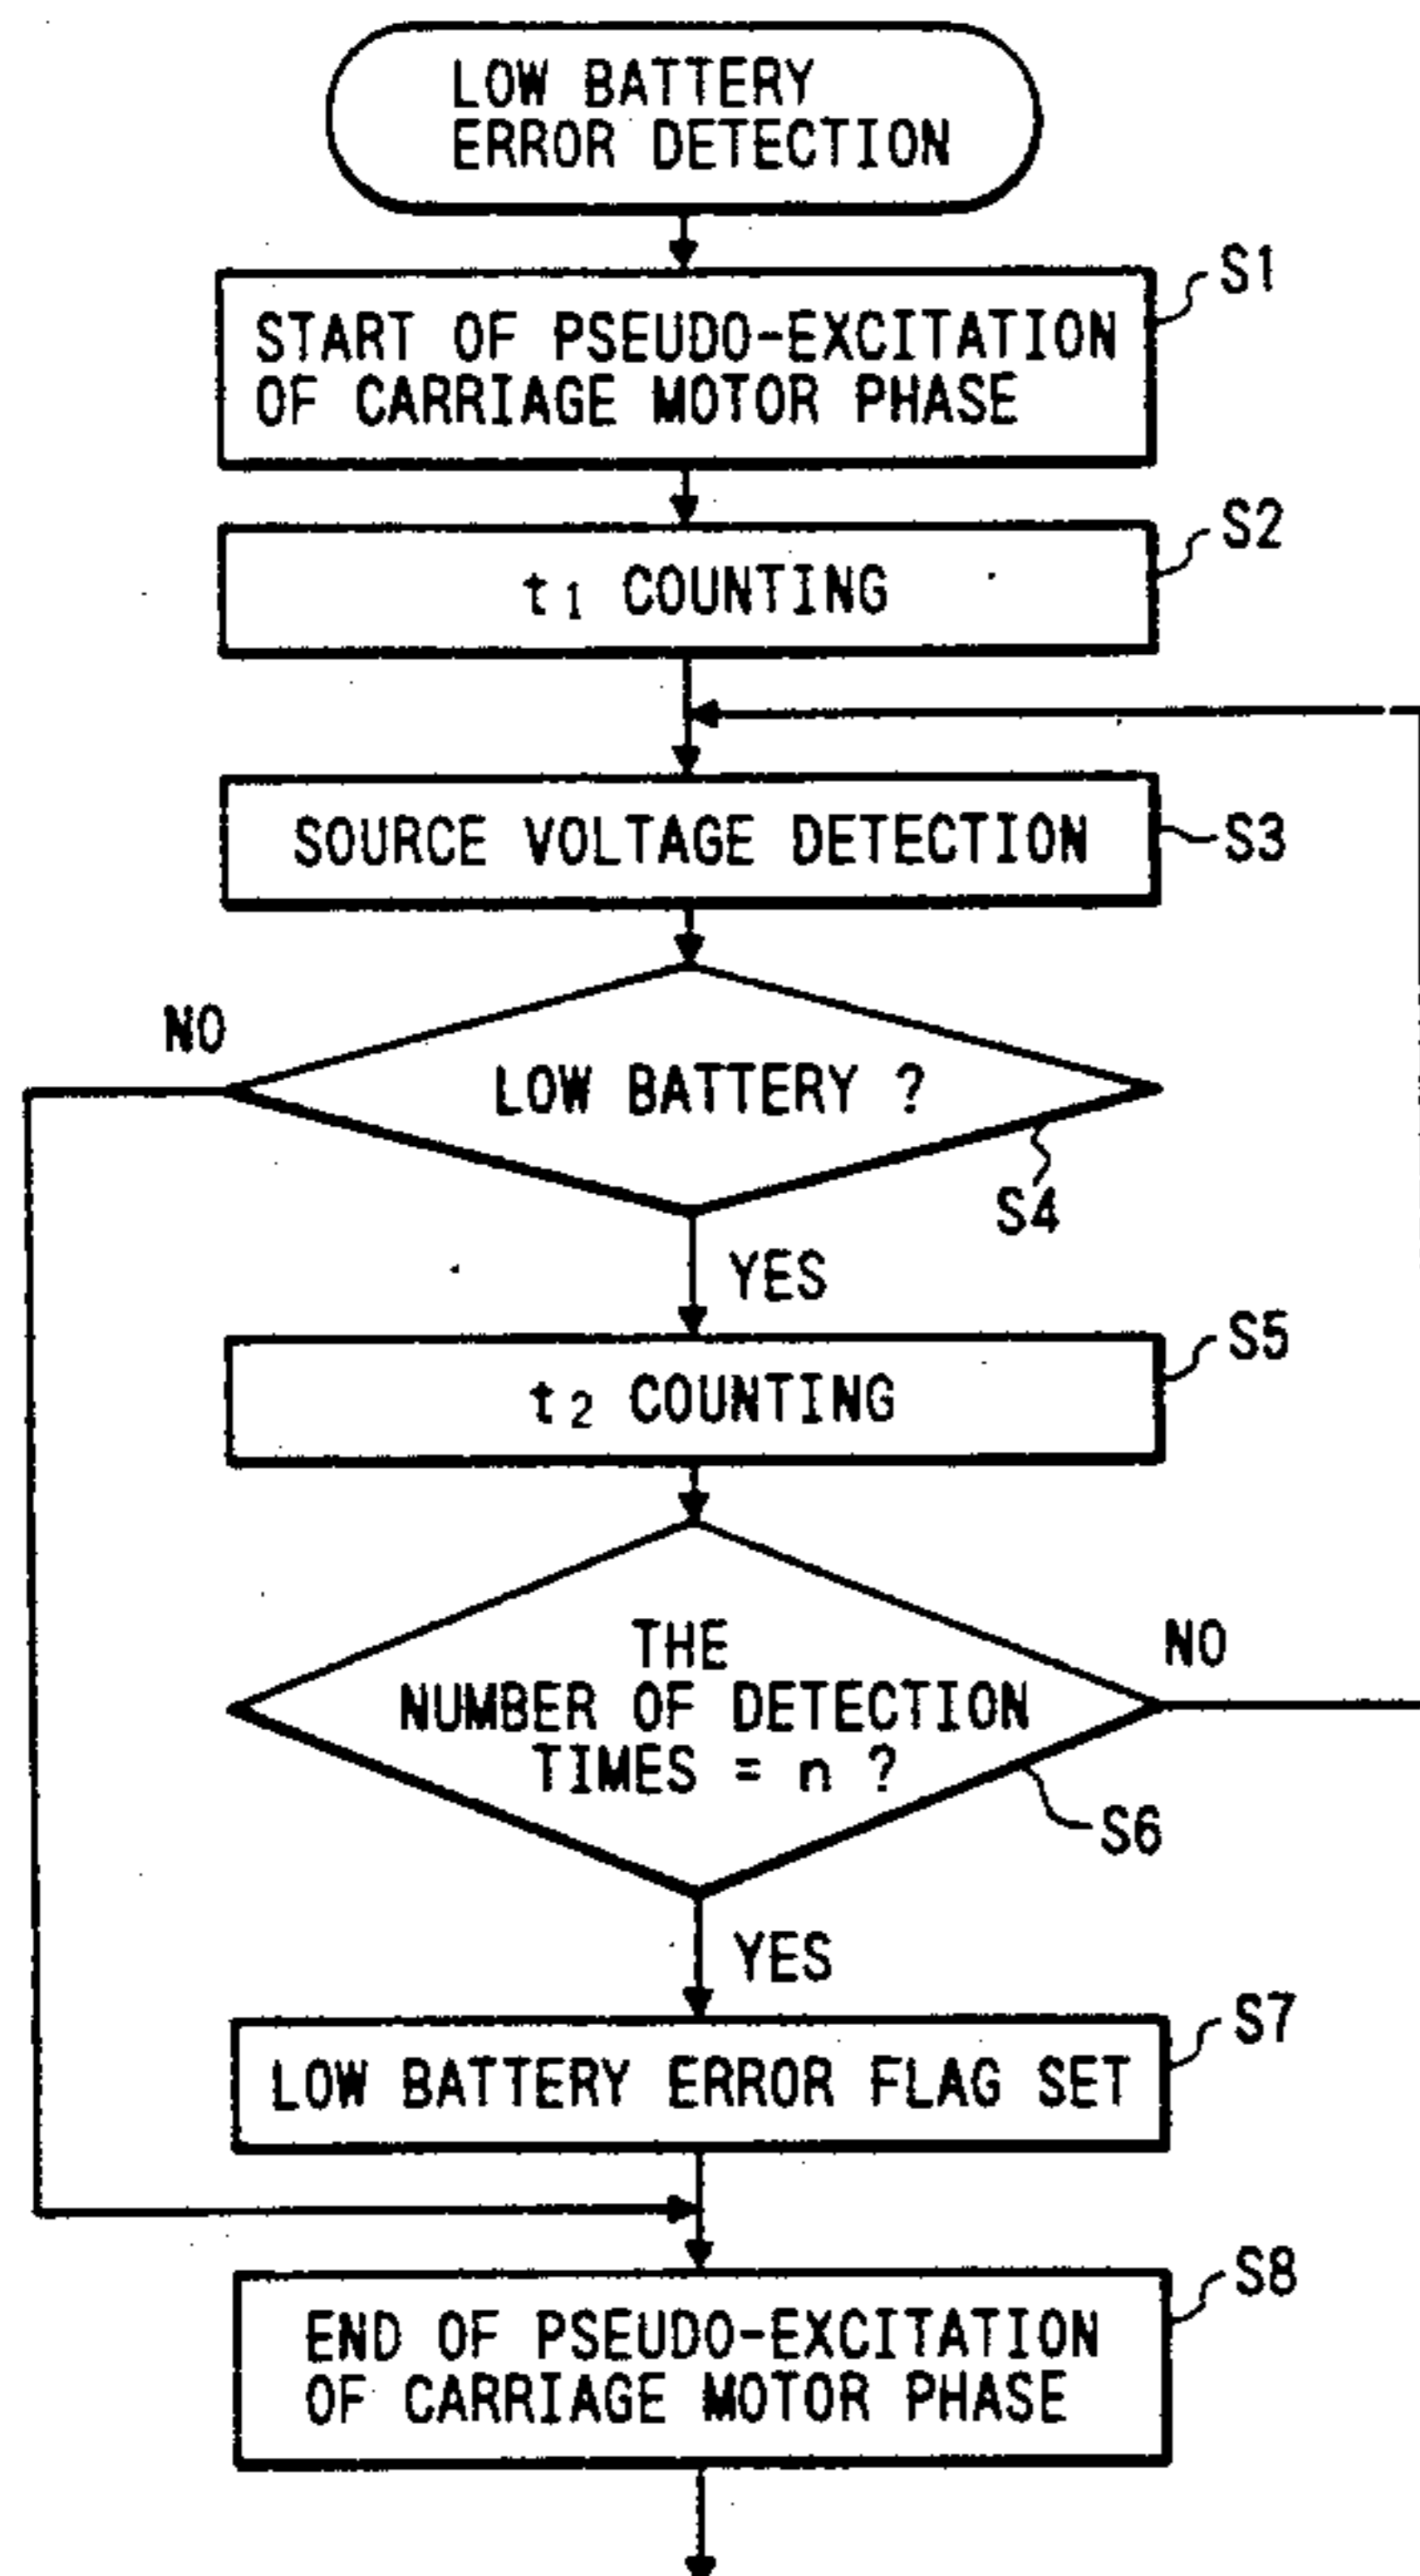 LOW BATTERY
ERROR DETECTION
S1
START OF PSEUDO-EXCITATION
OF CARRIAGE MOTOR PHASE
S2
t1 COUNTING
SOURCE VOLTAGE DETECTION
S3
NO
LOW BATTERY ?
S4
YES
S5
t2 COUNTING
THE
NUMBER OF DETECTION
TIMES = n ?
NO
S6
YES
S7
LOW BATTERY ERROR FLAG SET
S8
END OF PSEUDO-EXCITATION
OF CARRIAGE MOTOR PHASE